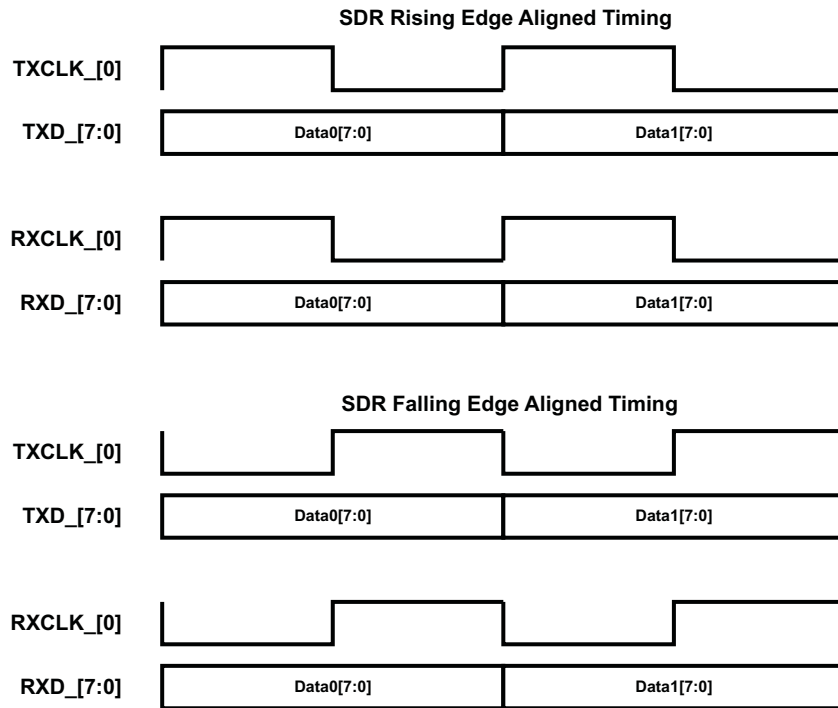 SDR Rising Edge Aligned Timing
TXCLK_[0]
TXD_[7:0] Data0[7:0] Data1[7:0]
RXCLK_[0]
RXD_[7:0] Data0[7:0] Data1[7:0]
SDR Falling Edge Aligned Timing
TXCLK_[0]
TXD_[7:0] Data0[7:0] Data1[7:0]
RXCLK_[0]
RXD_[7:0] Data0[7:0] Data1[7:0]